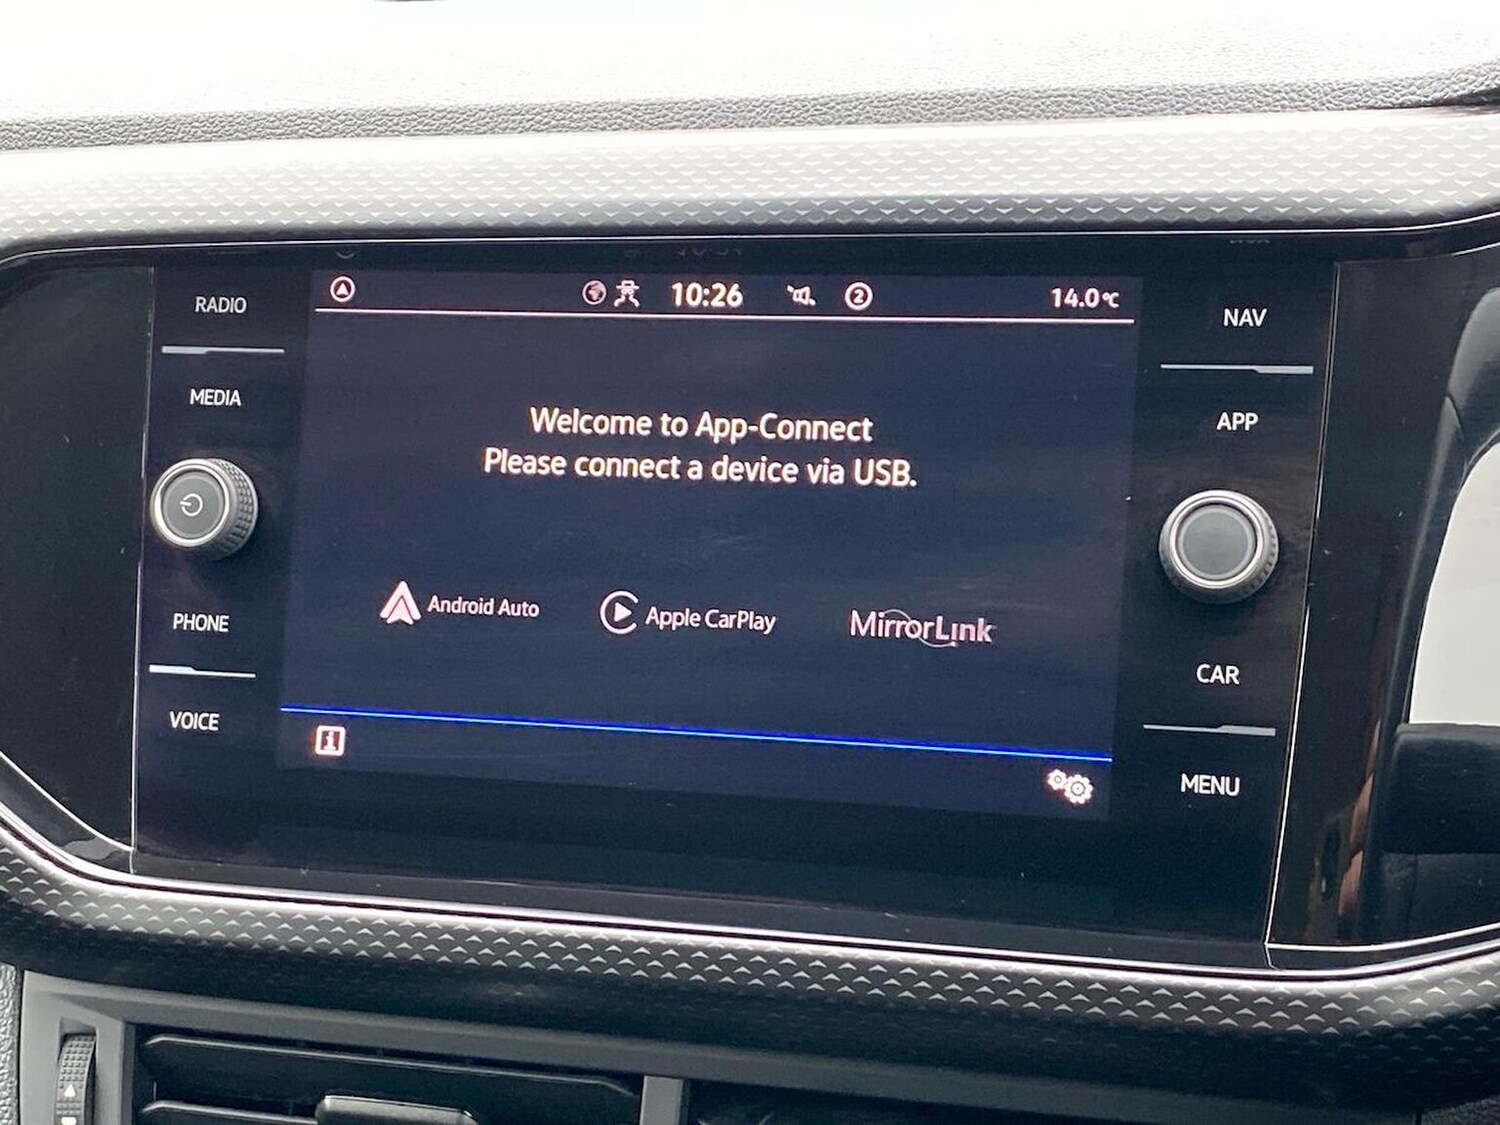 RADIO
MEDIA
PHONE
VOICE
10:26
2
14.0°C
Welcome to App-Connect
Please connect a device via USB.
Android Auto
Apple CarPlay
MirrorLink
i
NAV
APP
CAR
MENU